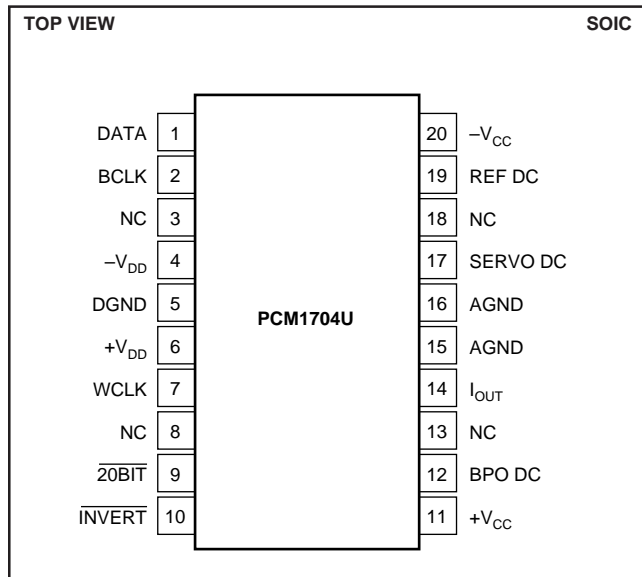 TOP VIEW SOIC
DATA 1 20 –VCC
BCLK 2 19 REF DC
NC 3 18 NC
–VDD 4 17 SERVO DC
DGND 5 16 AGND
PCM1704U
+VDD 6 15 AGND
WCLK 7 14 IOUT
NC 8 13 NC
20BIT 9 12 BPO DC
INVERT 10 11 +VCC